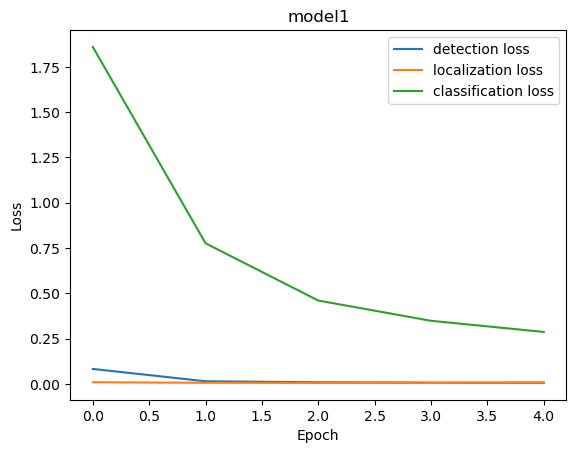 model1
detection loss
localization loss
classification loss
1.75
1.50
1.25
1.00
0.75
0.50
0.25
0.00
Loss
0.0 0.5 1.0 1.5 2.0 2.5 3.0 3.5 4.0
Epoch